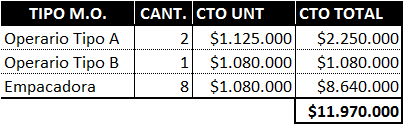 TIPO M.O. CANT. CTO UNT CTO TOTAL
Operario Tipo A 2 $1.125.000 $2.250.000
Operario Tipo B 1 $1.080.000 $1.080.000
Empacadora 8 $1.080.000 $8.640.000
$11.970.000